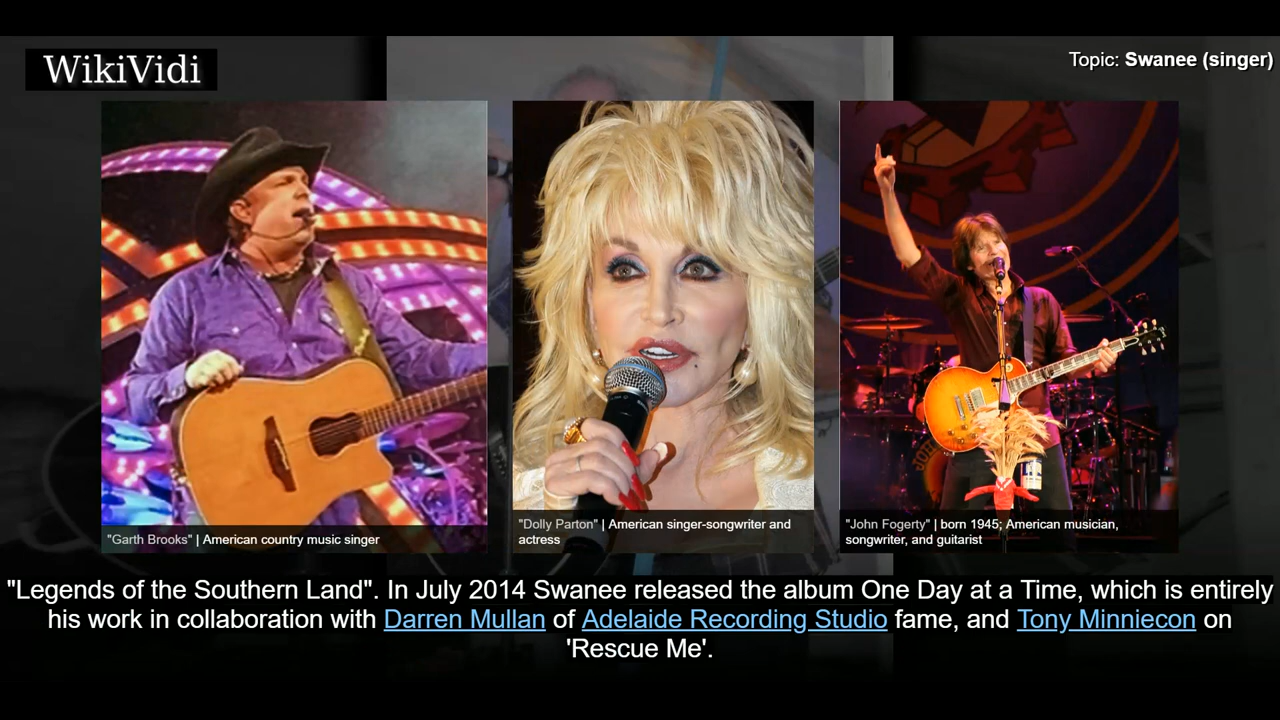 WikiVidi
Topic: Swanee (singer)
"Garth Brooks" | American country music singer
"Dolly Parton" | American singer-songwriter and
actress
"John Fogerty" | born 1945; American musician,
songwriter, and guitarist
"Legends of the Southern Land". In July 2014 Swanee released the album One Day at a Time, which is entirely
his work in collaboration with Darren Mullan of Adelaide Recording Studio fame, and Tony Minniecon on
'Rescue Me'.